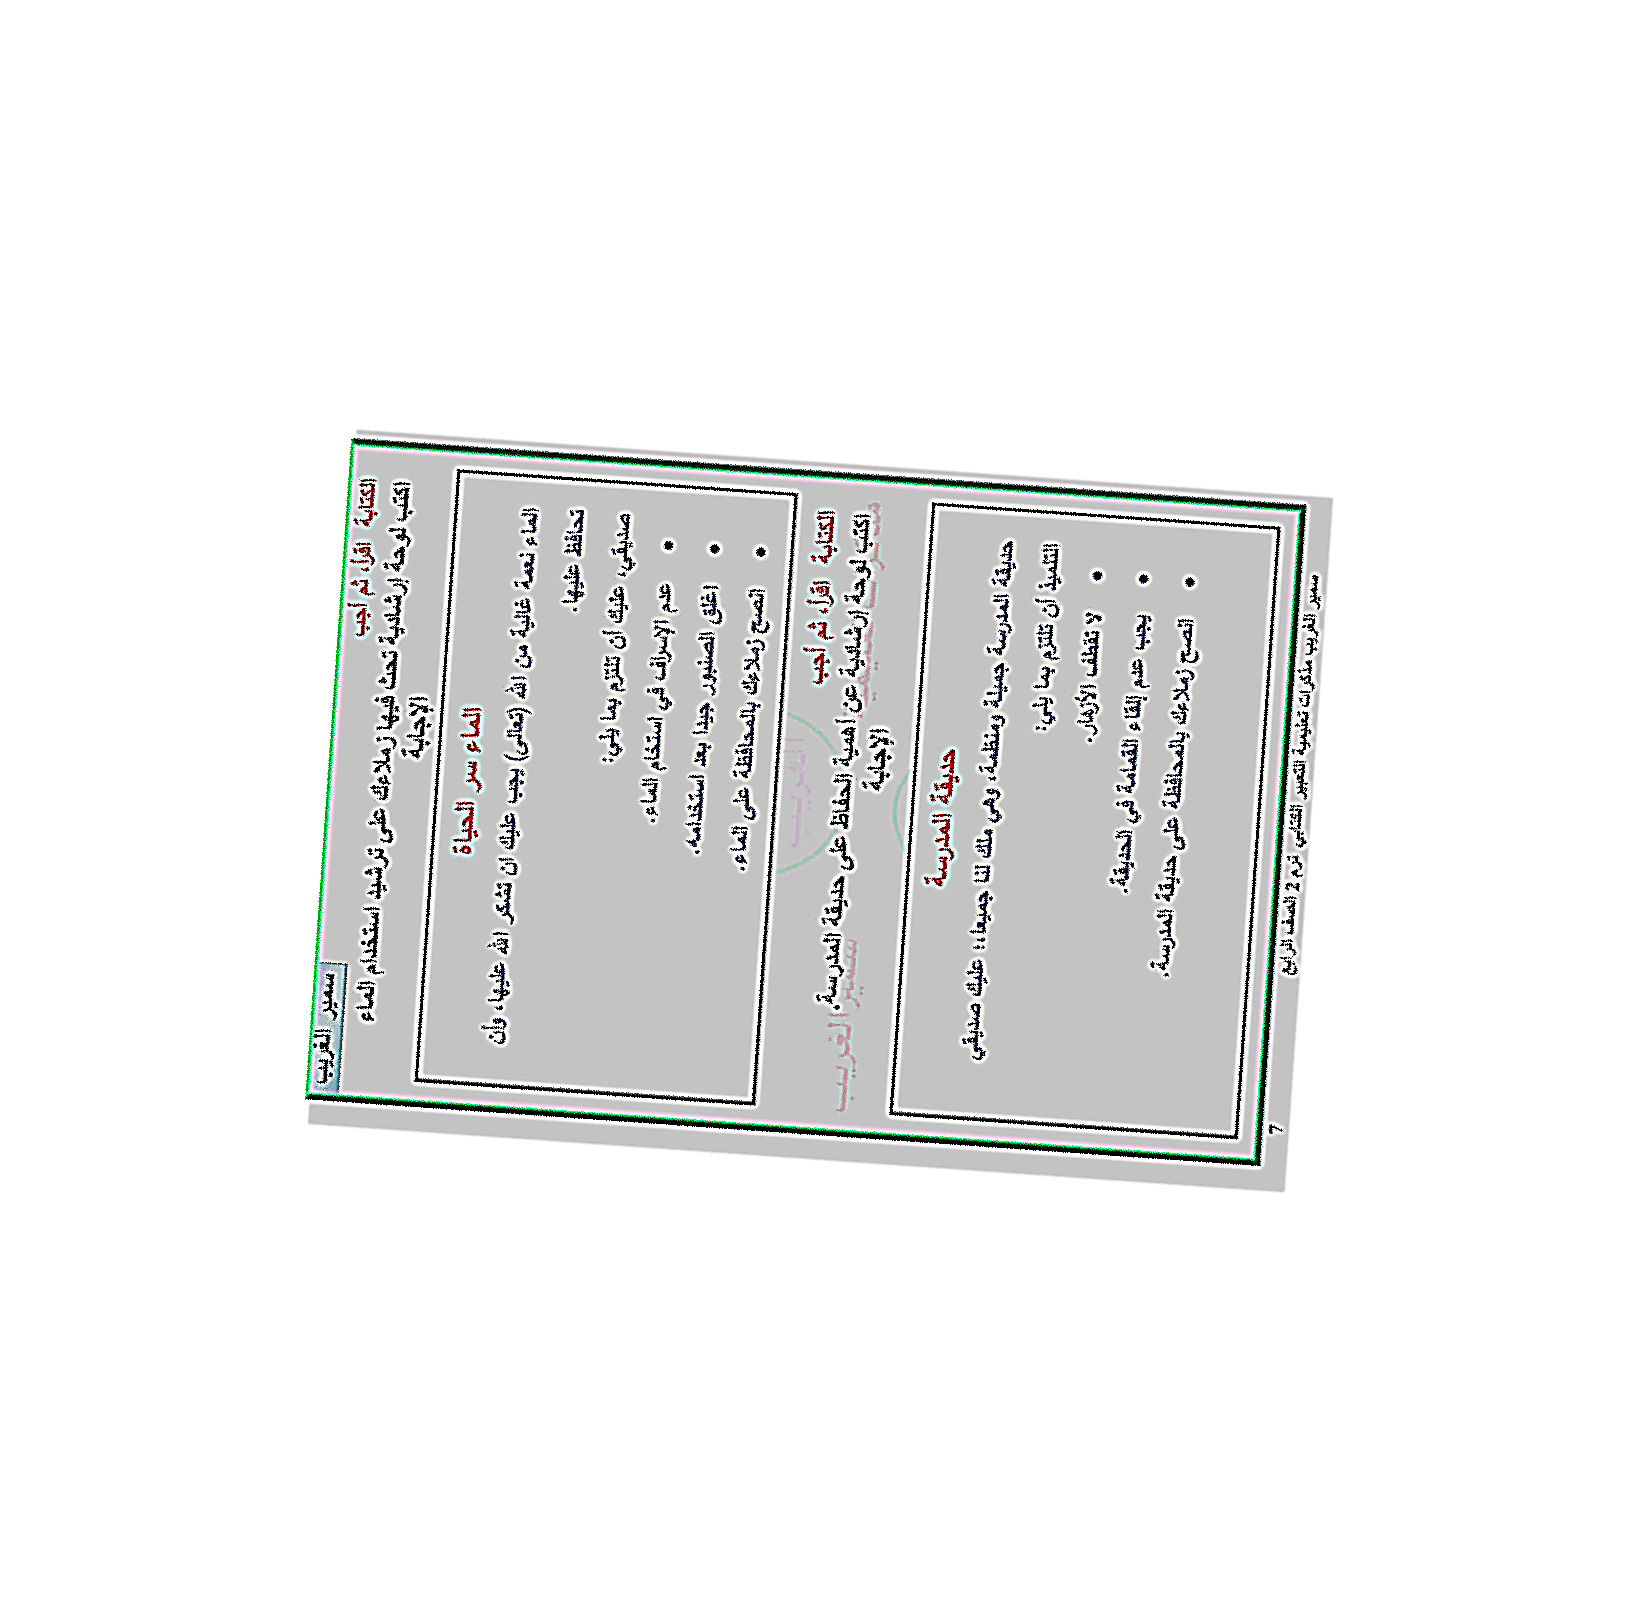 سمير الغريب
الكتابة اقرأ، ثم أجب
اكتب لوحة إرشادية تحث فيها زملاءك على ترشيد استخدام الماء
الإجابة
الماء سر الحياة
الماء نعمة غالية من الله (تعالى) يجب عليك ان تشكر الله عليها، وأن
تحافظ عليها.
صديقي، عليك أن تلتزم بما يلي:
• عدم الإسراف في استخدام الماء.
• اغلق الصنبور جيدا بعد استخدامه.
• انصح زملاءك بالمحافظة على الماء.
الكتابة اقرأ، ثم أجب
اكتب لوحة إرشادية عن أهمية الحفاظ على حديقة المدرسة.
الإجابة
حديقة المدرسة
حديقة المدرسة جميلة ومنظمة، وهي ملك لنا جميعا،: عليك صديقي
التلميذ أن تلتزم بما يلي:
• لا تقطف الأزهار.
• يجب عدم إلقاء القمامة في الحديقة.
• انصح زملاءك بالمحافظة على حديقة المدرسة.
سمير الغريب مذكرات تعليمية التعبير الكتابي ترم 2 الصف الرابع
7